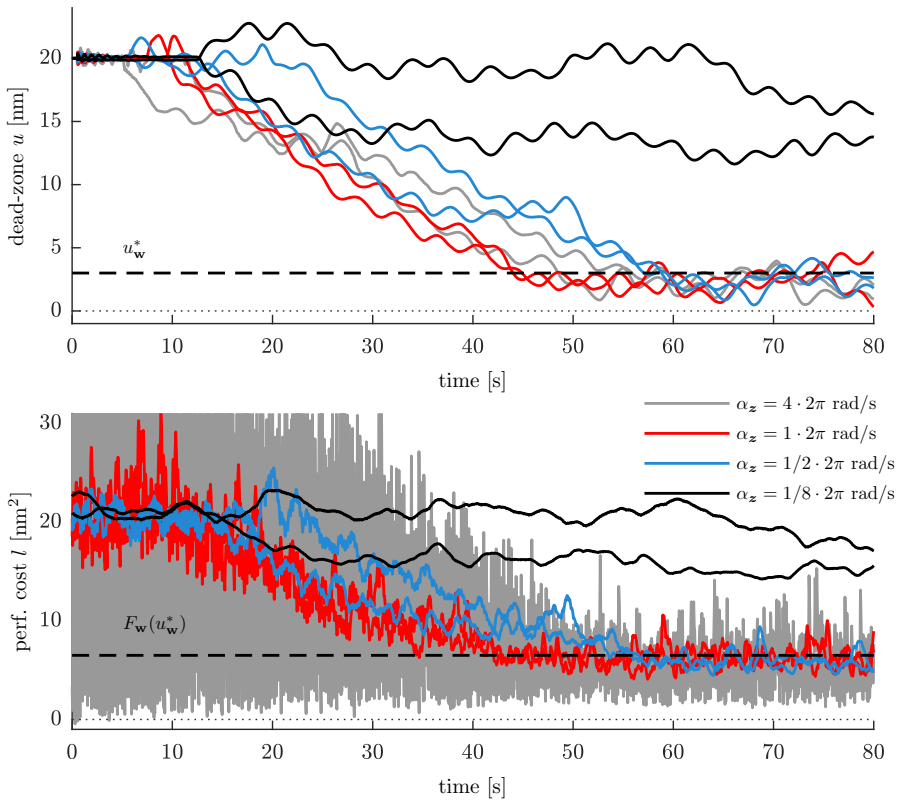 20
15
10
5
0
dead-zone u [nm]
u*w
0 10 20 30 40 50 60 70 80
time [s]
αz = 4 · 2π rad/s
αz = 1 · 2π rad/s
αz = 1/2 · 2π rad/s
αz = 1/8 · 2π rad/s
30
20
10
0
perf. cost l [nm²]
Fw(u*w)
0 10 20 30 40 50 60 70 80
time [s]